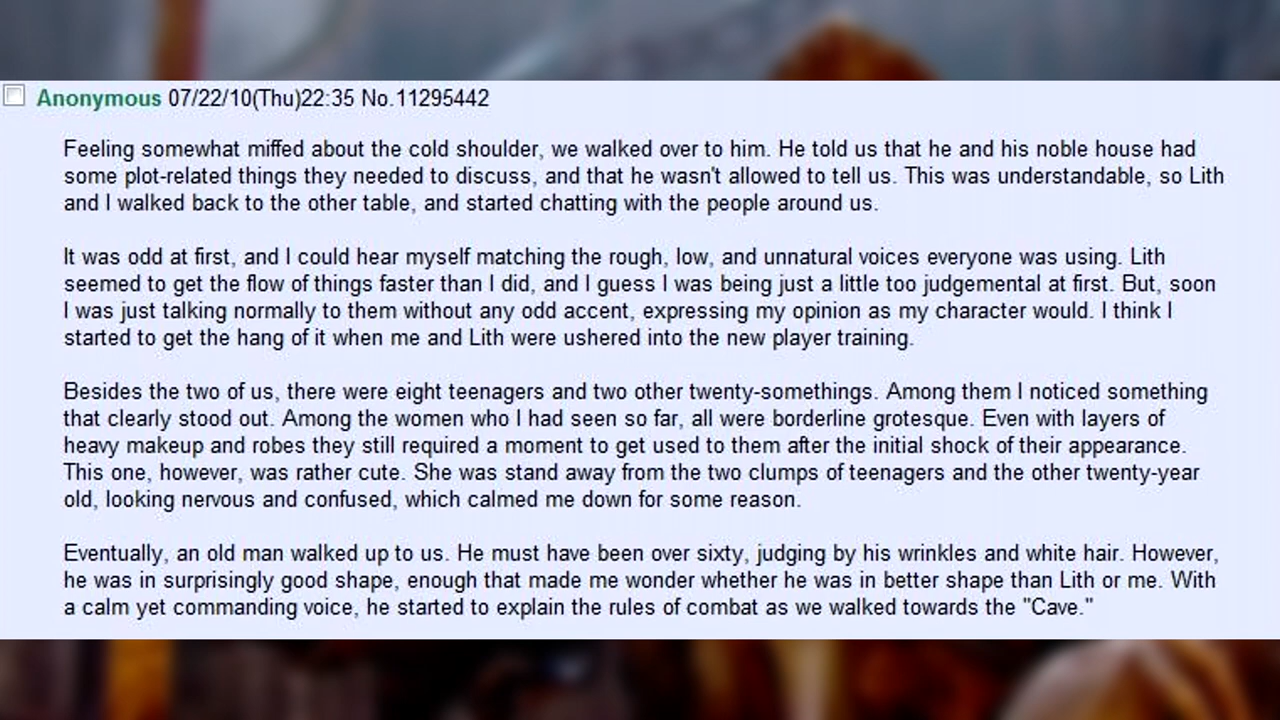 Anonymous 07/22/10(Thu)22:35 No.11295442
Feeling somewhat miffed about the cold shoulder, we walked over to him. He told us that he and his noble house had
some plot-related things they needed to discuss, and that he wasn't allowed to tell us. This was understandable, so Lith
and I walked back to the other table, and started chatting with the people around us.
It was odd at first, and I could hear myself matching the rough, low, and unnatural voices everyone was using. Lith
seemed to get the flow of things faster than I did, and I guess I was being just a little too judgemental at first. But, soon
I was just talking normally to them without any odd accent, expressing my opinion as my character would. I think I
started to get the hang of it when me and Lith were ushered into the new player training.
Besides the two of us, there were eight teenagers and two other twenty-somethings. Among them I noticed something
that clearly stood out. Among the women who I had seen so far, all were borderline grotesque. Even with layers of
heavy makeup and robes they still required a moment to get used to them after the initial shock of their appearance.
This one, however, was rather cute. She was stand away from the two clumps of teenagers and the other twenty-year
old, looking nervous and confused, which calmed me down for some reason.
Eventually, an old man walked up to us. He must have been over sixty, judging by his wrinkles and white hair. However,
he was in surprisingly good shape, enough that made me wonder whether he was in better shape than Lith or me. With
a calm yet commanding voice, he started to explain the rules of combat as we walked towards the "Cave."